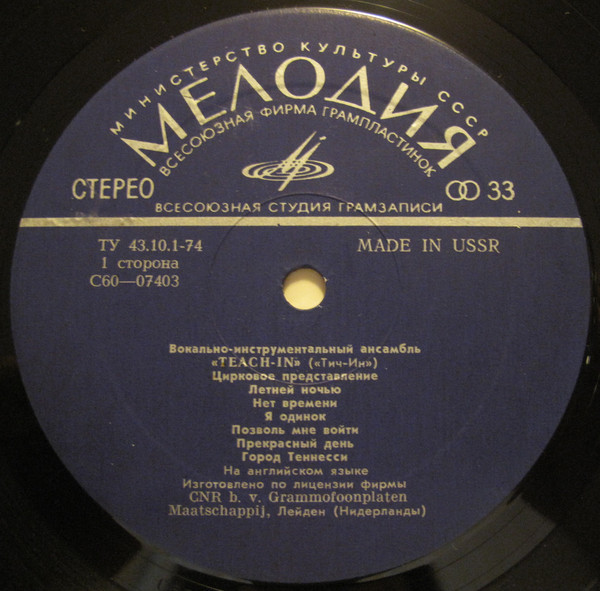 МИНИСТЕРСТВО КУЛЬТУРЫ СССР
МЕЛОДИЯ
ВСЕСОЮЗНАЯ ФИРМА ГРАМПЛАСТИНОК
СТЕРЕО
33
ВСЕСОЮЗНАЯ СТУДИЯ ГРАМЗАПИСИ
ТУ 43.10.1-74
MADE IN USSR
1 сторона
С60—07403
Вокально-инструментальный ансамбль
«TEACH-IN» («Тич-Ин»)
Цирковое представление
Летней ночью
Нет времени
Я одинок
Позволь мне войти
Прекрасный день
Город Теннесси
На английском языке
Изготовлено по лицензии фирмы
CNR b. v. Grammofoonplaten
Maatschappij, Лейден (Нидерланды)